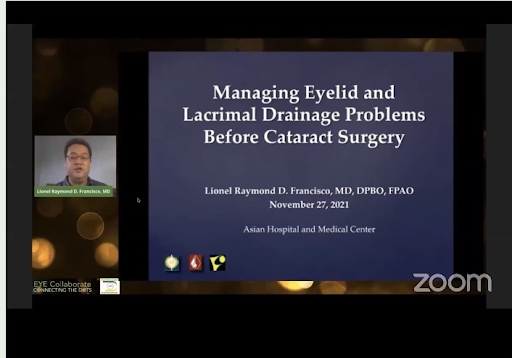 Managing Eyelid and
Lacrimal Drainage Problems
Before Cataract Surgery
Lionel Raymond D. Francisco, MD, DPBO, FPAO
November 27, 2021
Asian Hospital and Medical Center
Lionel Raymond D. Francisco, MD
EYE Collaborate
CONNECTING THE DOTS
zoom